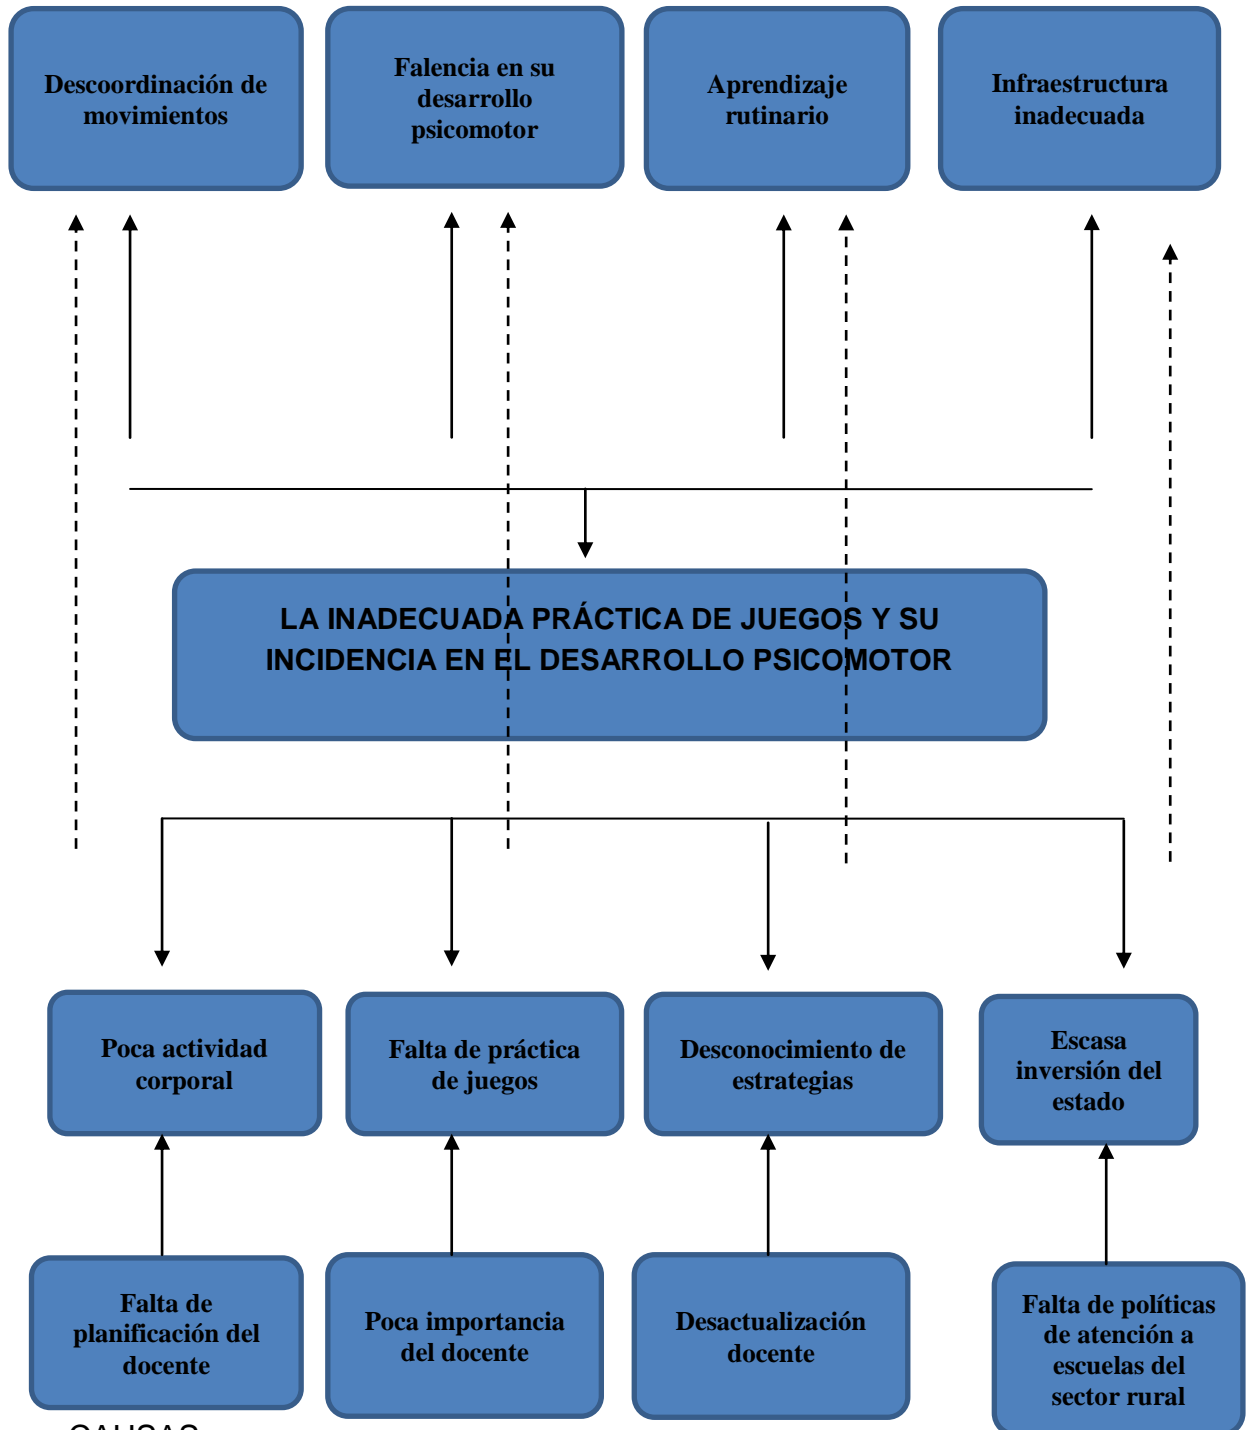 Descoordinación de
movimientos
Falencia en su
desarrollo
psicomotor
Aprendizaje
rutinario
Infraestructura
inadecuada
LA INADECUADA PRÁCTICA DE JUEGOS Y SU
INCIDENCIA EN EL DESARROLLO PSICOMOTOR
Poca actividad
corporal
Falta de práctica
de juegos
Desconocimiento de
estrategias
Escasa
inversión del
estado
Falta de
planificación del
docente
Poca importancia
del docente
Desactualización
docente
Falta de políticas
de atención a
escuelas del
sector rural
CAUSAS